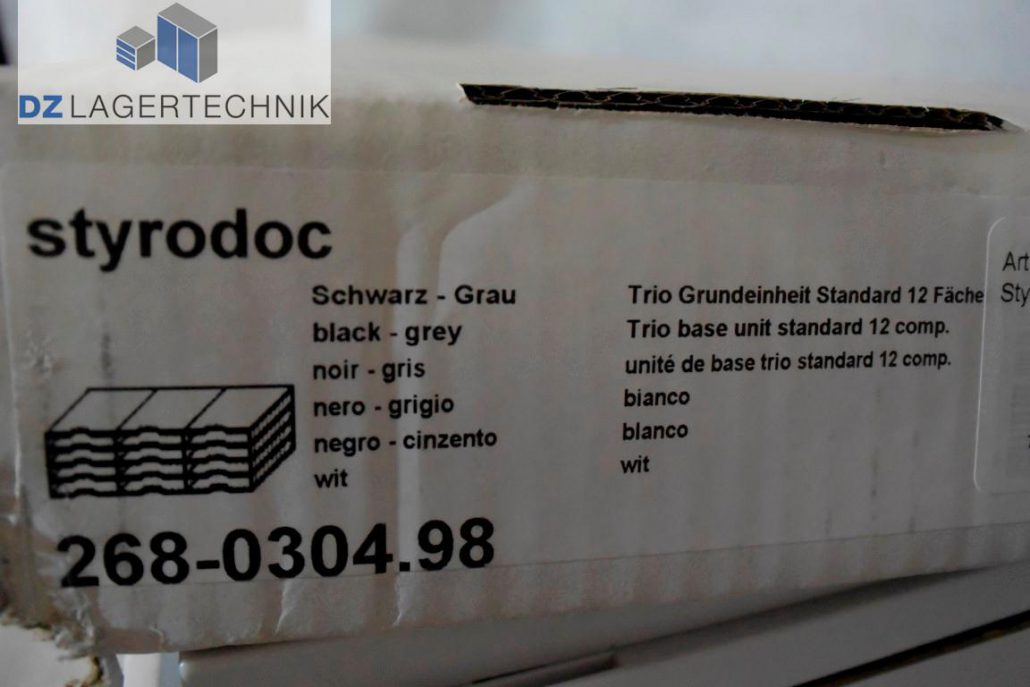 DZLAGERTECHNIK
styrodoc
Schwarz - Grau
black - grey
noir - gris
nero - grigio
negro - cinzento
wit
Trio Grundeinheit Standard 12 Fäche
Trio base unit standard 12 comp.
unité de base trio standard 12 comp.
bianco
blanco
wit
Art
Sty
268-0304.98